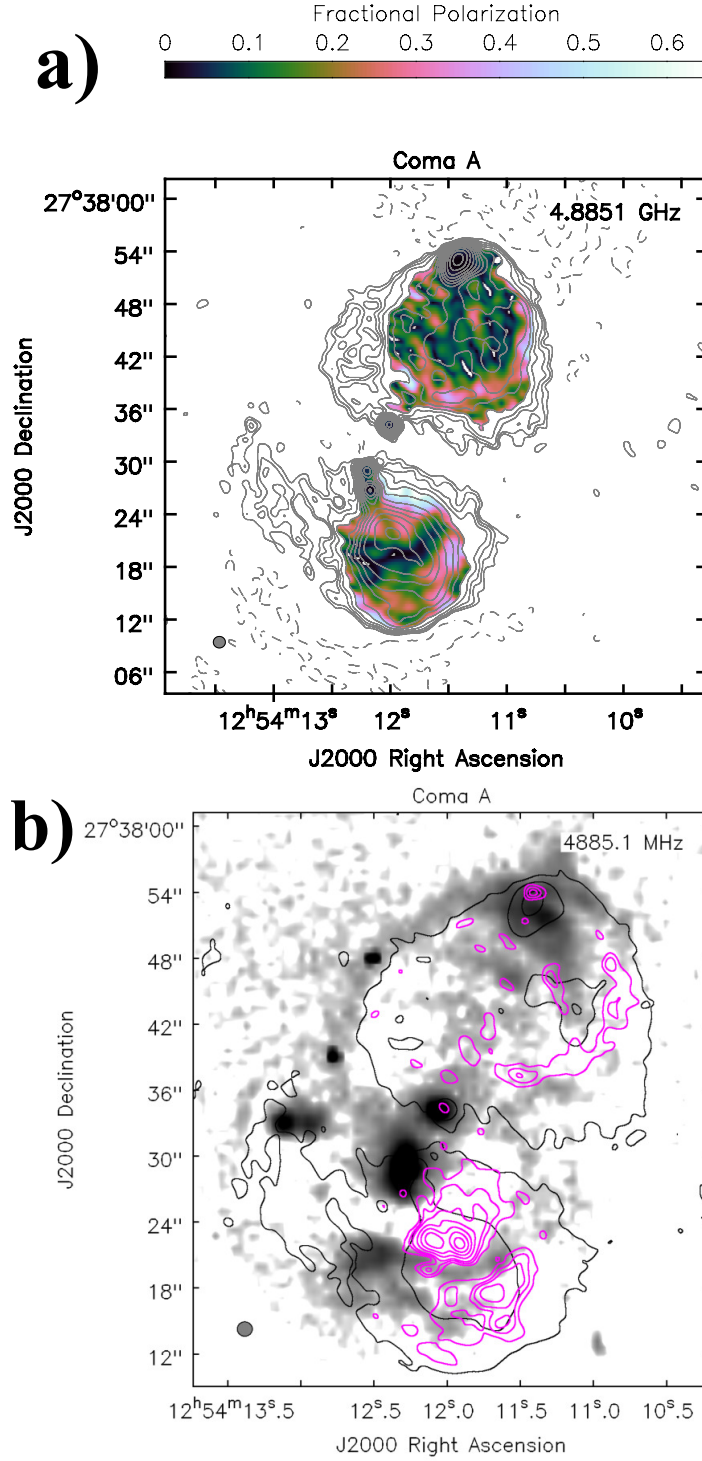 Fractional Polarization
a)
0 0.1 0.2 0.3 0.4 0.5 0.6
Coma A
4.8851 GHz
27°38'00"
54"
48"
42"
36"
30"
24"
18"
12"
06"
J2000 Declination
12ʰ54ᵐ13ˢ 12ˢ 11ˢ 10ˢ
J2000 Right Ascension
b)
Coma A
4885.1 MHz
27°38'00"
54"
48"
42"
36"
30"
24"
18"
12"
J2000 Declination
12ʰ54ᵐ13ˢ.5 12ˢ.5 12ˢ.0 11ˢ.5 11ˢ.0 10ˢ.5
J2000 Right Ascension